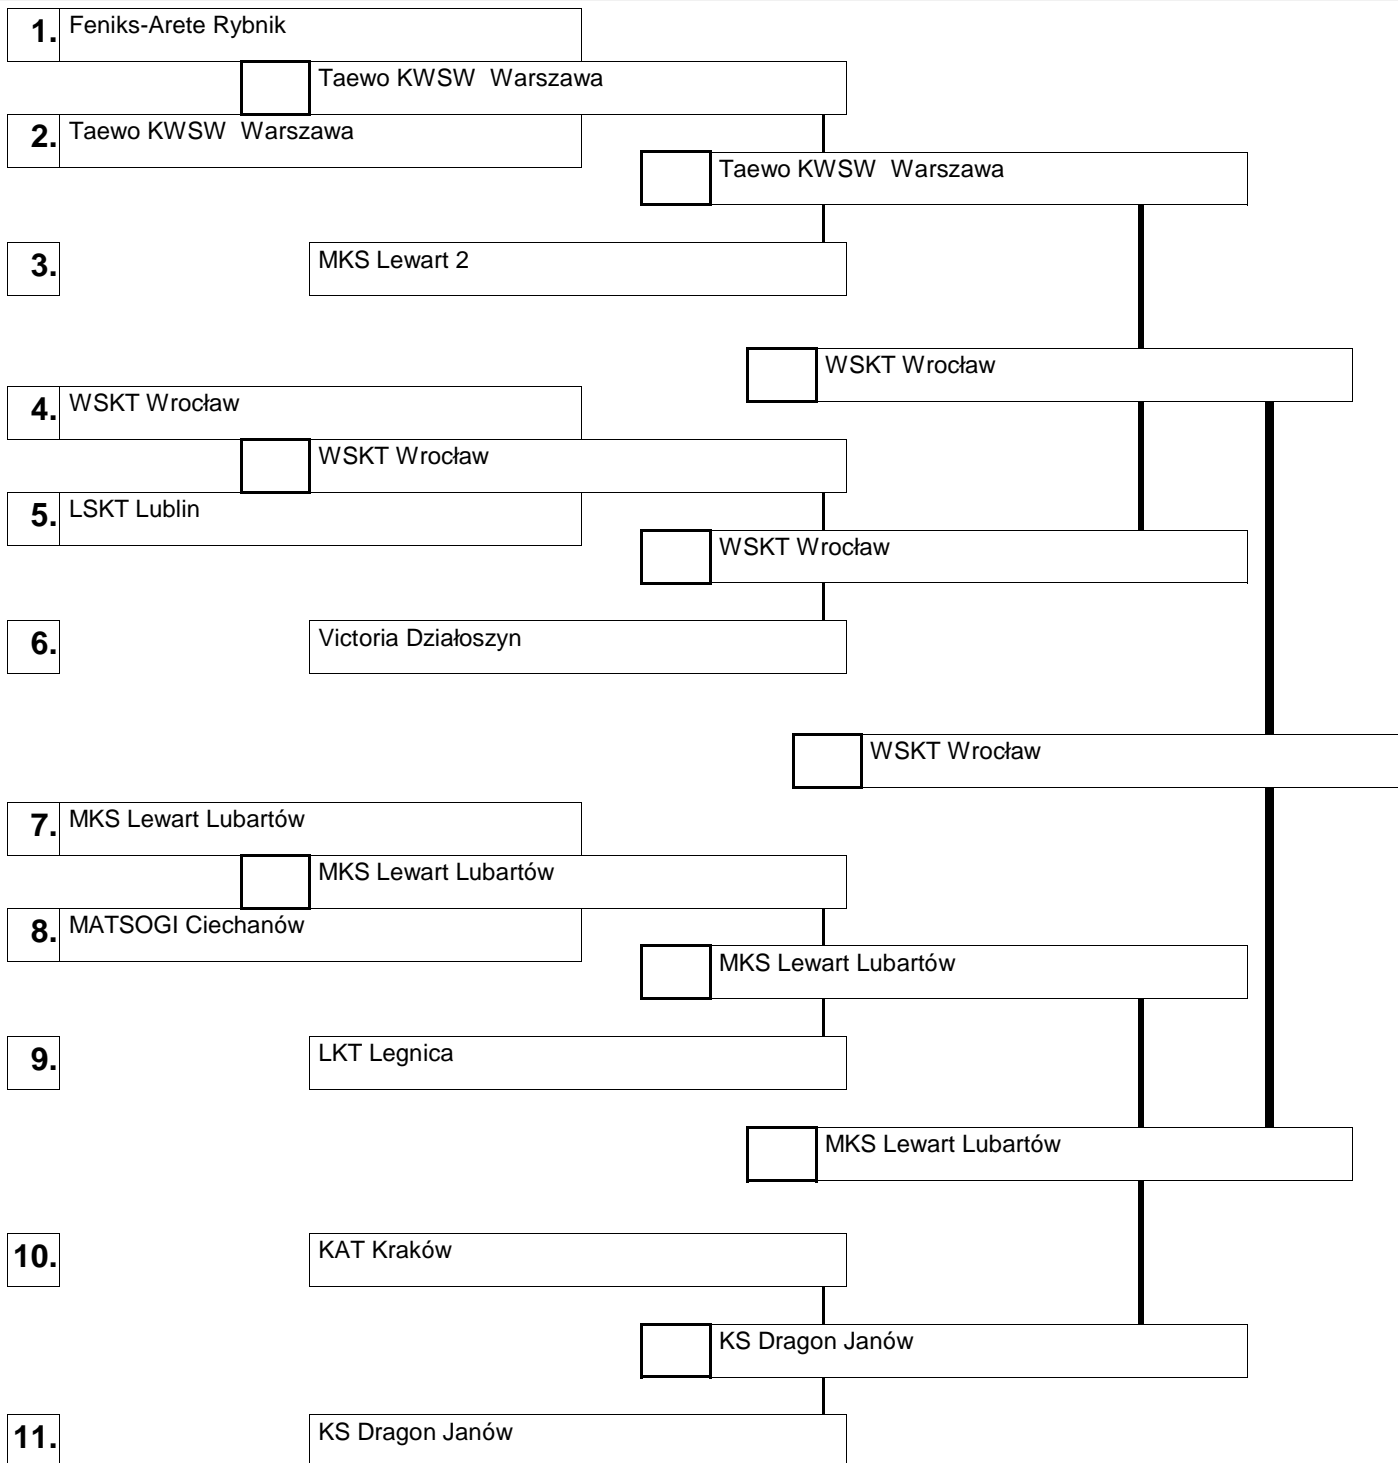 1. Feniks-Arete Rybnik
Taewo KWSW  Warszawa
2. Taewo KWSW  Warszawa
Taewo KWSW  Warszawa
3. MKS Lewart 2
WSKT Wrocław
4. WSKT Wrocław
WSKT Wrocław
5. LSKT Lublin
WSKT Wrocław
6. Victoria Działoszyn
WSKT Wrocław
7. MKS Lewart Lubartów
MKS Lewart Lubartów
8. MATSOGI Ciechanów
MKS Lewart Lubartów
9. LKT Legnica
MKS Lewart Lubartów
10. KAT Kraków
KS Dragon Janów
11. KS Dragon Janów